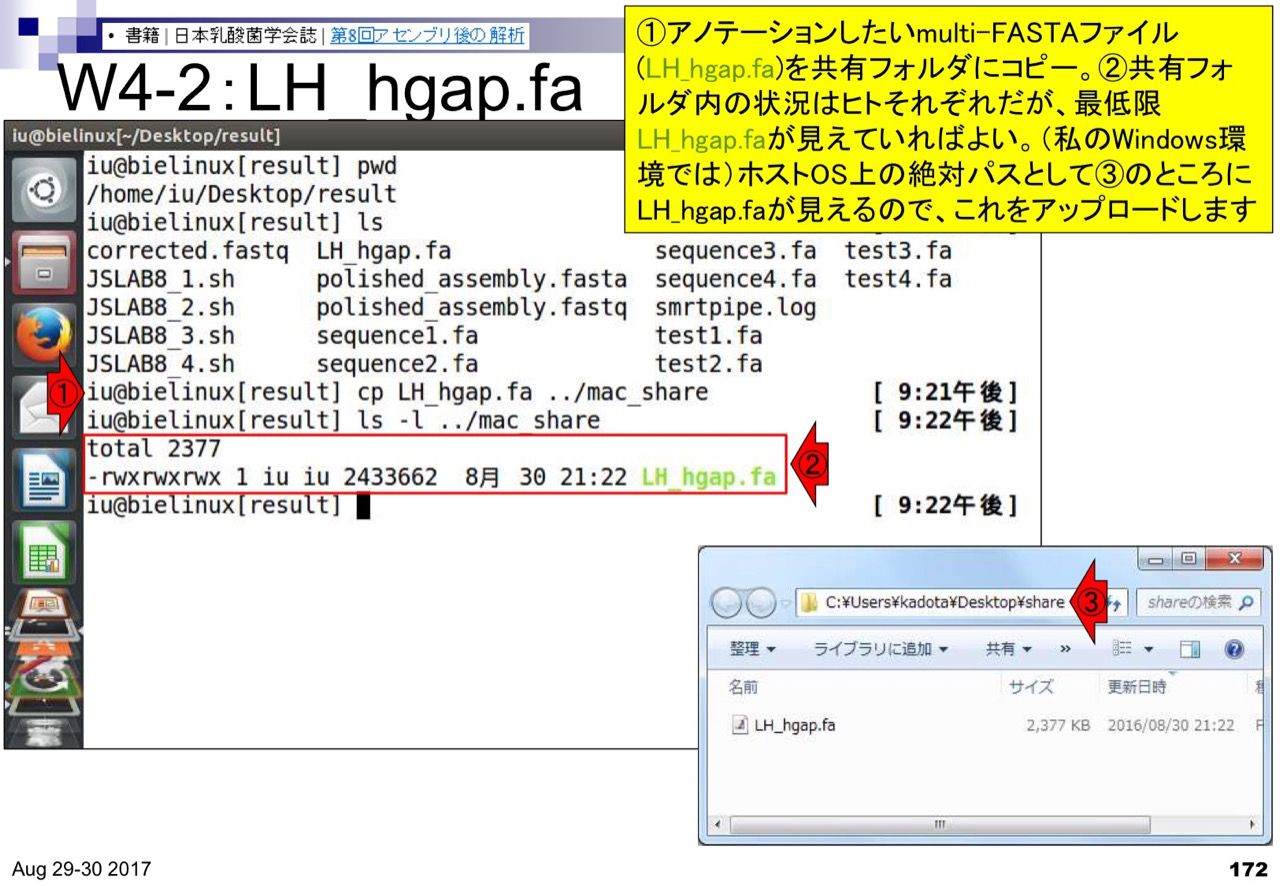 • 書籍 | 日本乳酸菌学会誌 | 第8回アセンブリ後の解析
W4-2：LH_hgap.fa
①アノテーションしたいmulti-FASTAファイル
(LH_hgap.fa)を共有フォルダにコピー。②共有フォ
ルダ内の状況はヒトそれぞれだが、最低限
LH_hgap.faが見えていればよい。（私のWindows環
境では）ホストOS上の絶対パスとして③のところに
LH_hgap.faが見えるので、これをアップロードします
iu@bielinux[~/Desktop/result]
iu@bielinux[result] pwd
/home/iu/Desktop/result
iu@bielinux[result] ls
corrected.fastq LH_hgap.fa sequence3.fa test3.fa
JSLAB8_1.sh polished_assembly.fasta sequence4.fa test4.fa
JSLAB8_2.sh polished_assembly.fastq smrtpipe.log
JSLAB8_3.sh sequence1.fa test1.fa
JSLAB8_4.sh sequence2.fa test2.fa
① iu@bielinux[result] cp LH_hgap.fa ../mac_share [ 9:21午後]
iu@bielinux[result] ls -l ../mac_share [ 9:22午後]
total 2377
-rwxrwxrwx 1 iu iu 2433662 8月 30 21:22 LH_hgap.fa ②
iu@bielinux[result] [ 9:22午後]
C:¥Users¥kadota¥Desktop¥share ③ shareの検索
整理 ライブラリに追加 共有 »
名前 サイズ 更新日時
LH_hgap.fa 2,377 KB 2016/08/30 21:22 F
Aug 29-30 2017
172